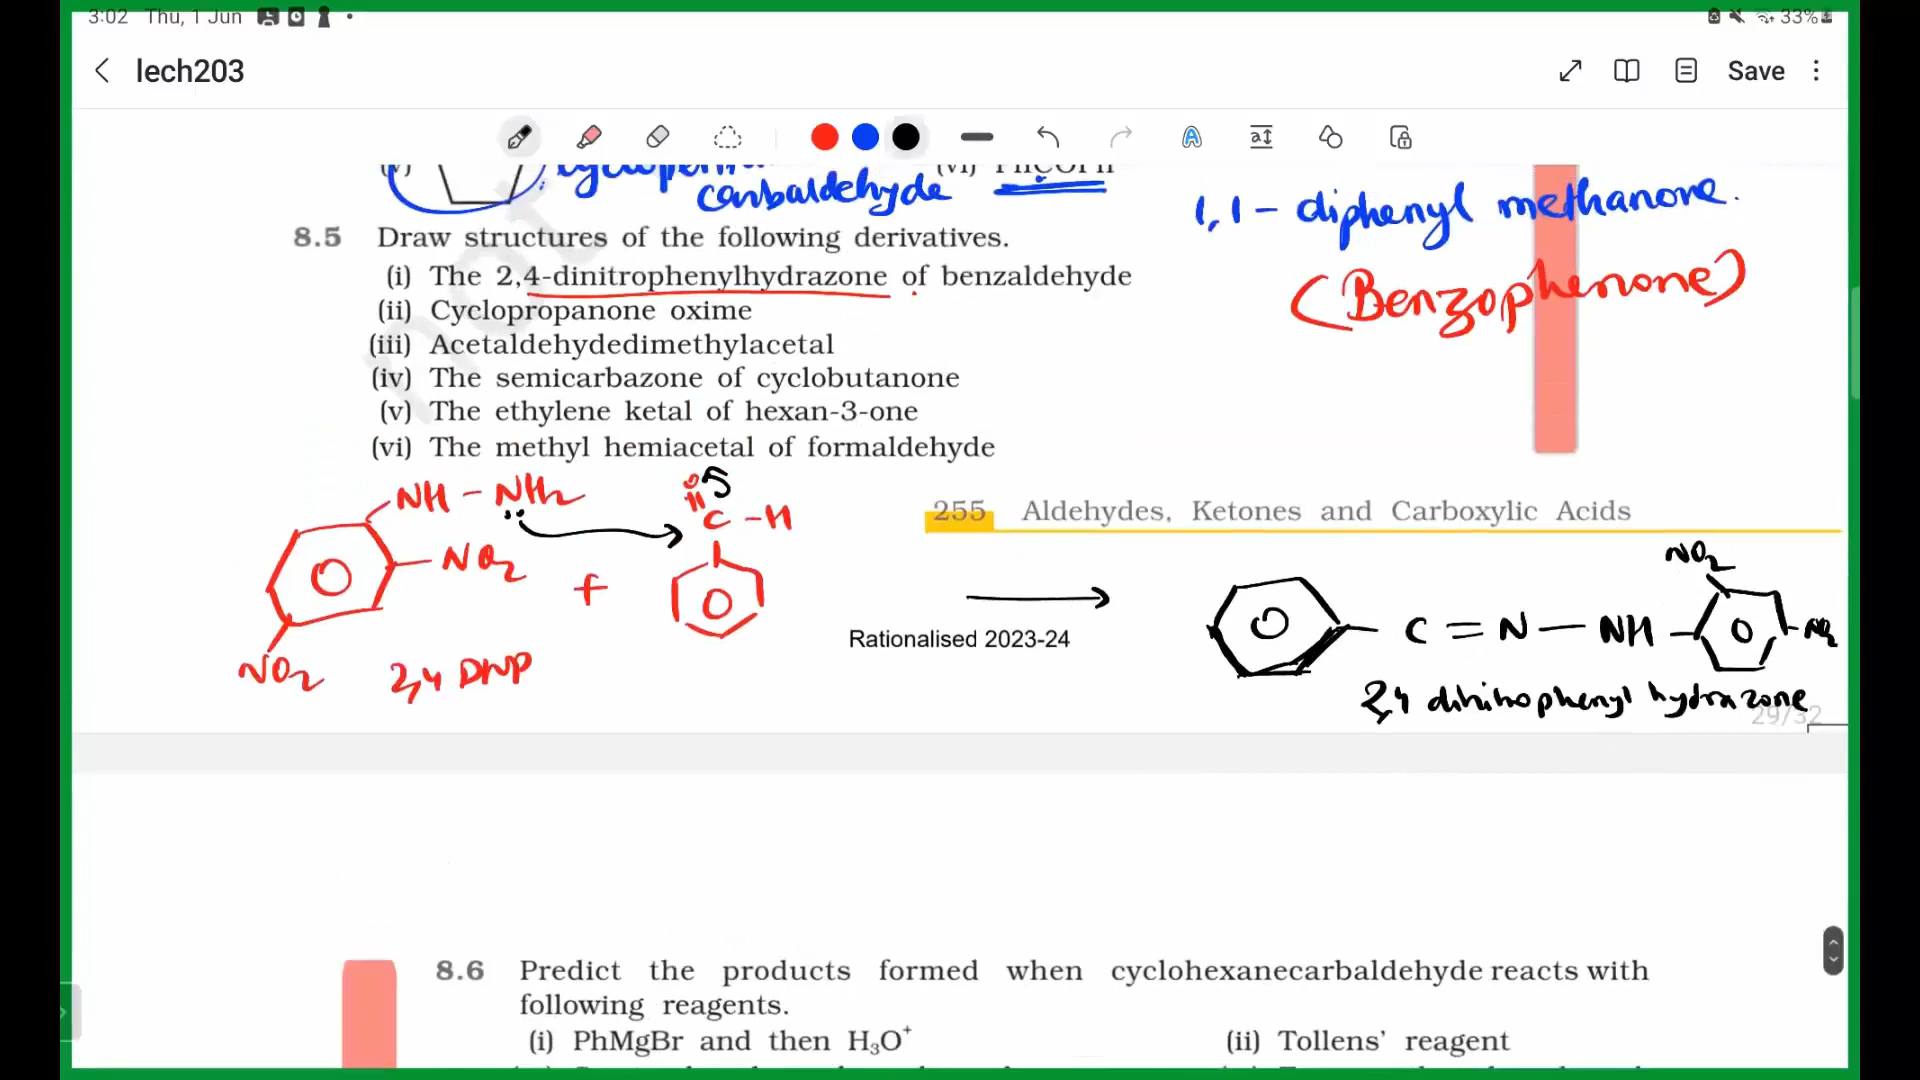 3:02 Thu, 1 Jun
33%
lech203
Save
carbaldehyde
1,1 - diphenyl methanone.
(Benzophenone)
8.5 Draw structures of the following derivatives.
(i) The 2,4-dinitrophenylhydrazone of benzaldehyde
(ii) Cyclopropanone oxime
(iii) Acetaldehydedimethylacetal
(iv) The semicarbazone of cyclobutanone
(v) The ethylene ketal of hexan-3-one
(vi) The methyl hemiacetal of formaldehyde
255 Aldehydes, Ketones and Carboxylic Acids
NH - NH2
NO2
NO2
2,4 DNP
+
O
C - H
Rationalised 2023-24
C = N - NH
NO2
NO2
2,4 dinitrophenyl hydrazone
29/32
8.6 Predict the products formed when cyclohexanecarbaldehyde reacts with
following reagents.
(i) PhMgBr and then H₃O⁺ (ii) Tollens' reagent